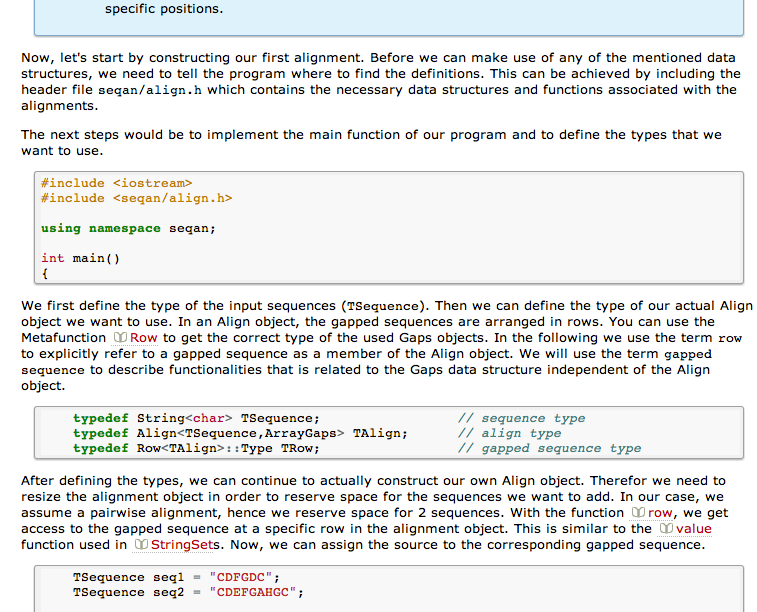 specific positions.
Now, let's start by constructing our first alignment. Before we can make use of any of the mentioned data
structures, we need to tell the program where to find the definitions. This can be achieved by including the
header file seqan/align.h which contains the necessary data structures and functions associated with the
alignments.
The next steps would be to implement the main function of our program and to define the types that we
want to use.
#include <iostream>
#include <seqan/align.h>
using namespace seqan;
int main()
{
We first define the type of the input sequences (TSequence). Then we can define the type of our actual Align
object we want to use. In an Align object, the gapped sequences are arranged in rows. You can use the
Metafunction Row to get the correct type of the used Gaps objects. In the following we use the term row
to explicitly refer to a gapped sequence as a member of the Align object. We will use the term gapped
sequence to describe functionalities that is related to the Gaps data structure independent of the Align
object.
typedef String<char> TSequence; // sequence type
typedef Align<TSequence,ArrayGaps> TAlign; // align type
typedef Row<TAlign>::Type TRow; // gapped sequence type
After defining the types, we can continue to actually construct our own Align object. Therefor we need to
resize the alignment object in order to reserve space for the sequences we want to add. In our case, we
assume a pairwise alignment, hence we reserve space for 2 sequences. With the function row, we get
access to the gapped sequence at a specific row in the alignment object. This is similar to the value
function used in StringSets. Now, we can assign the source to the corresponding gapped sequence.
TSequence seq1 = "CDFGDC";
TSequence seq2 = "CDEFGAHGC";